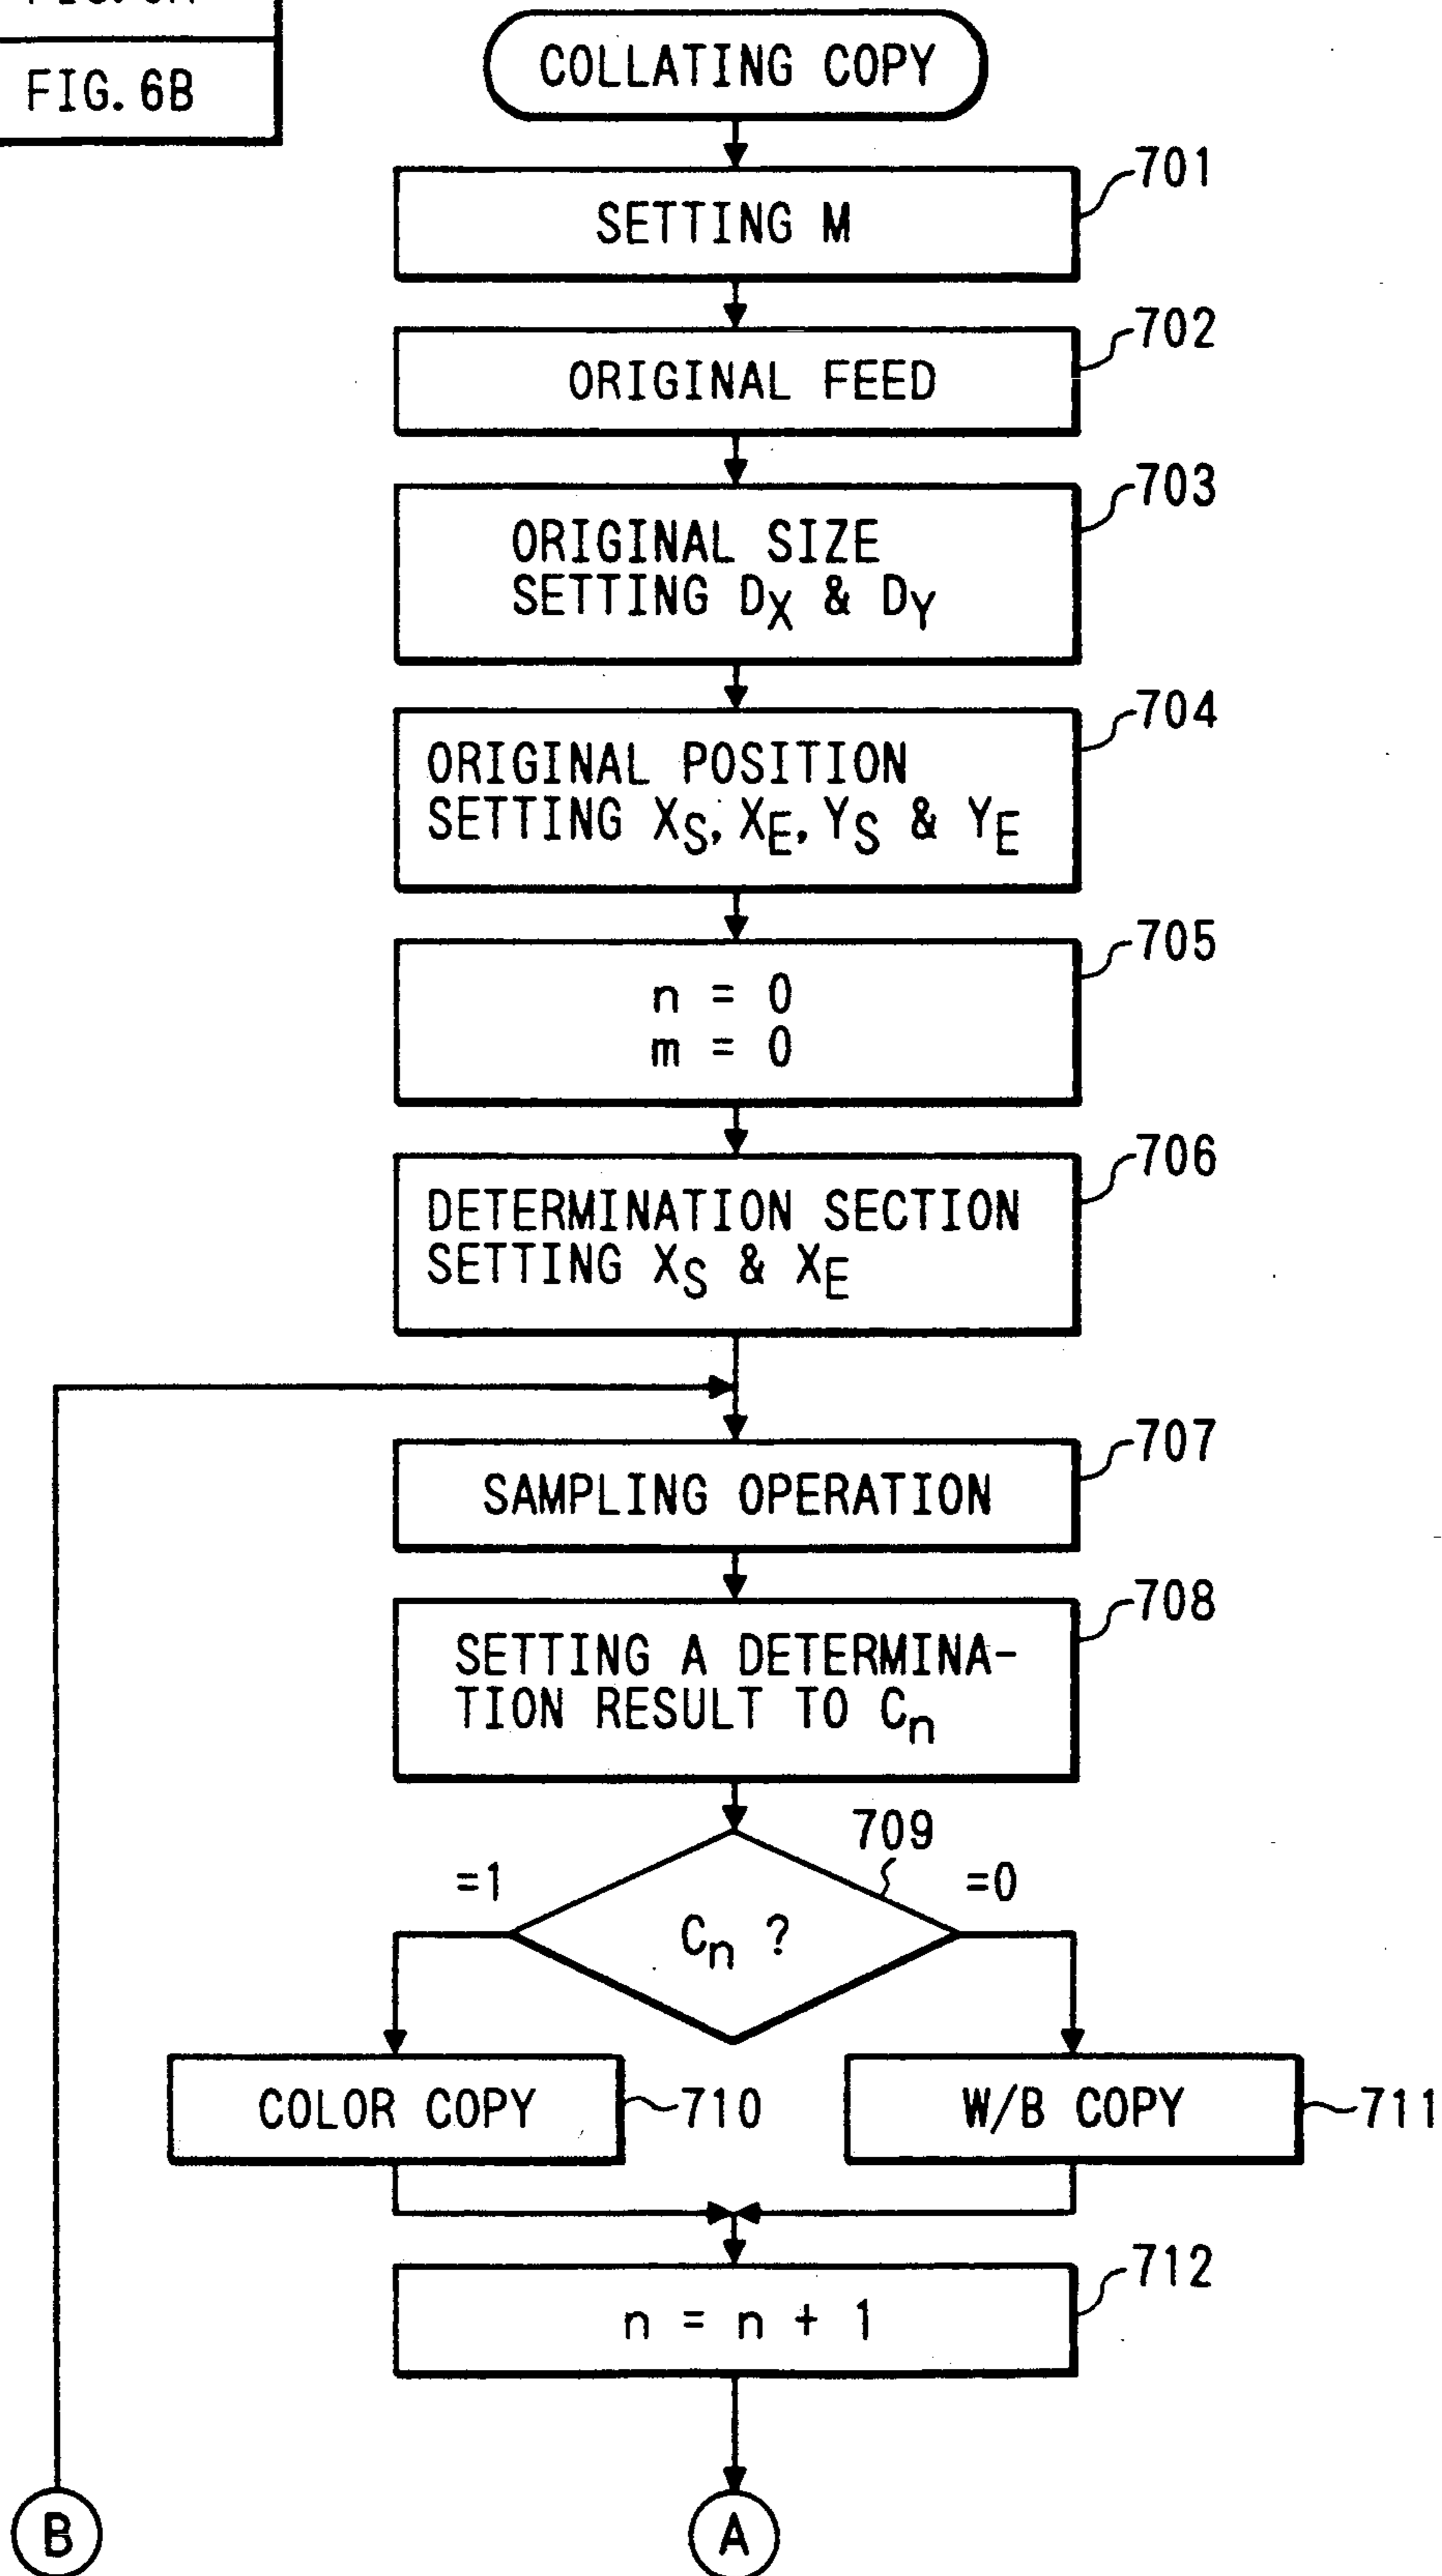 FIG. 6B
COLLATING COPY
701
SETTING M
702
ORIGINAL FEED
703
ORIGINAL SIZE
SETTING DX & DY
704
ORIGINAL POSITION
SETTING XS, XE, YS & YE
705
n = 0
m = 0
706
DETERMINATION SECTION
SETTING XS & XE
707
SAMPLING OPERATION
708
SETTING A DETERMINA-
TION RESULT TO Cn
709
=1
=0
Cn ?
COLOR COPY
710
W/B COPY
711
712
n = n + 1
B
A